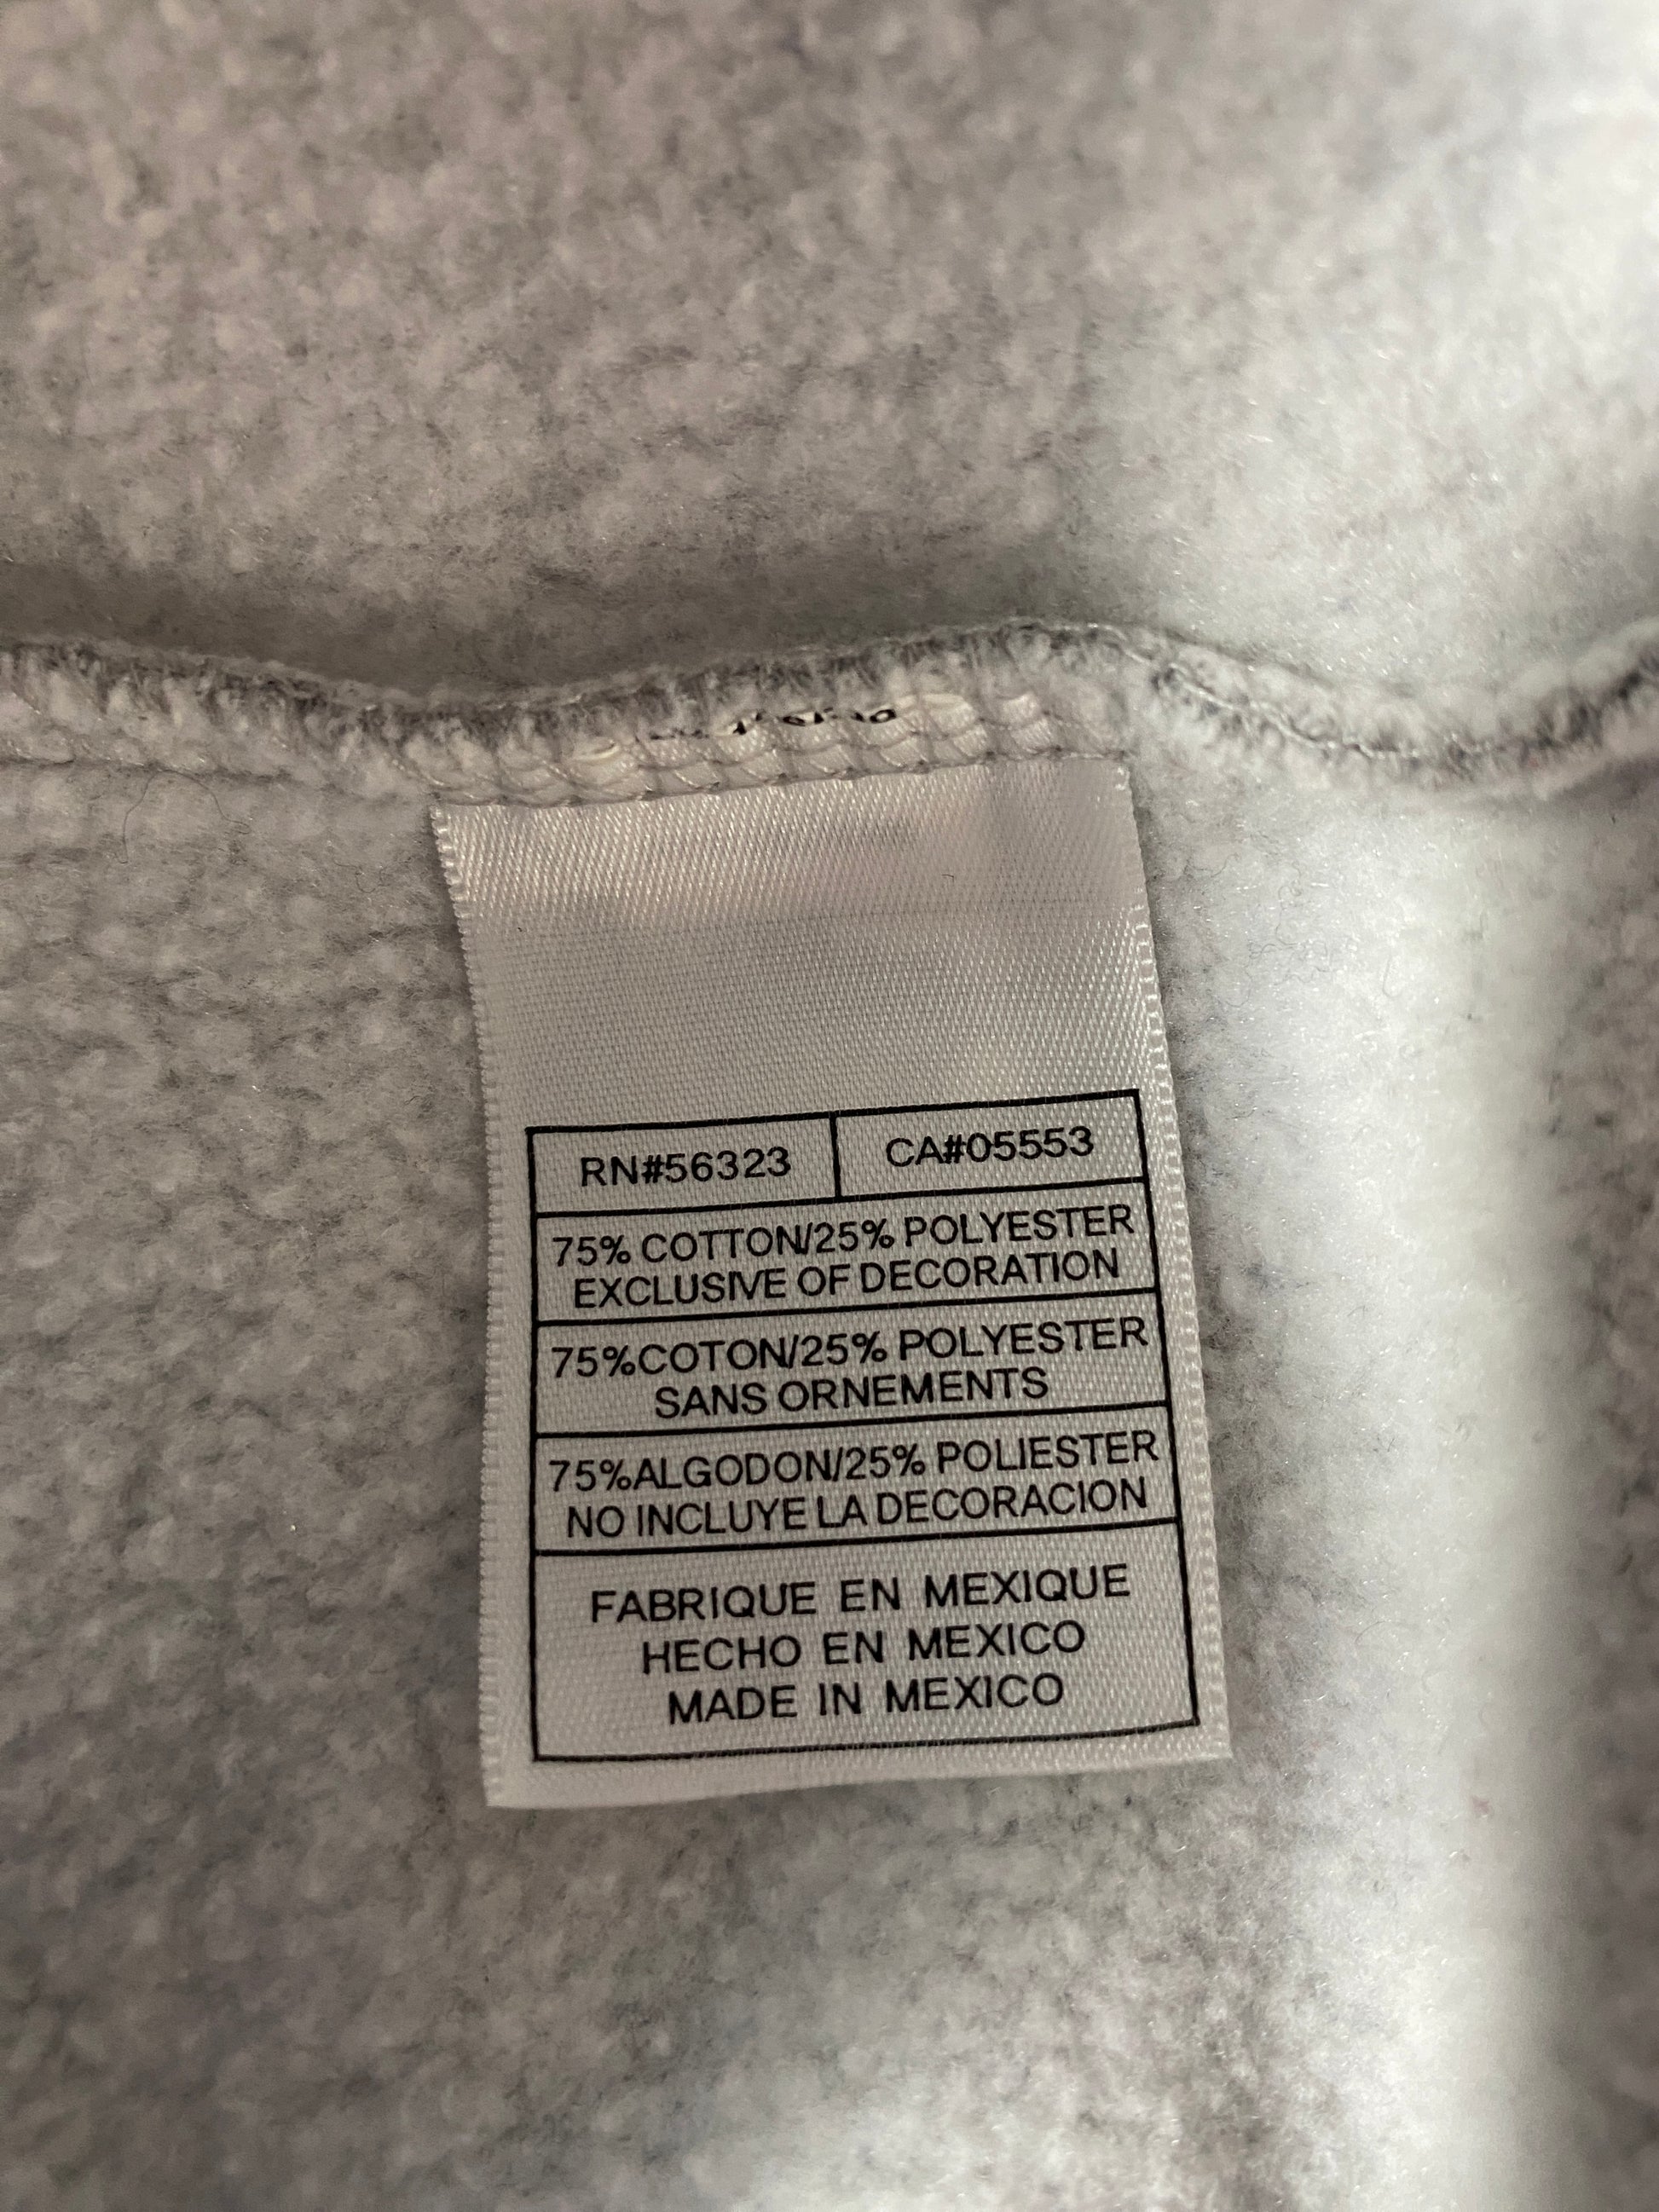 RN#56323 CA#05553
75% COTTON/25% POLYESTER
EXCLUSIVE OF DECORATION
75%COTON/25% POLYESTER
SANS ORNEMENTS
75%ALGODON/25% POLIESTER
NO INCLUYE LA DECORACION
FABRIQUE EN MEXIQUE
HECHO EN MEXICO
MADE IN MEXICO